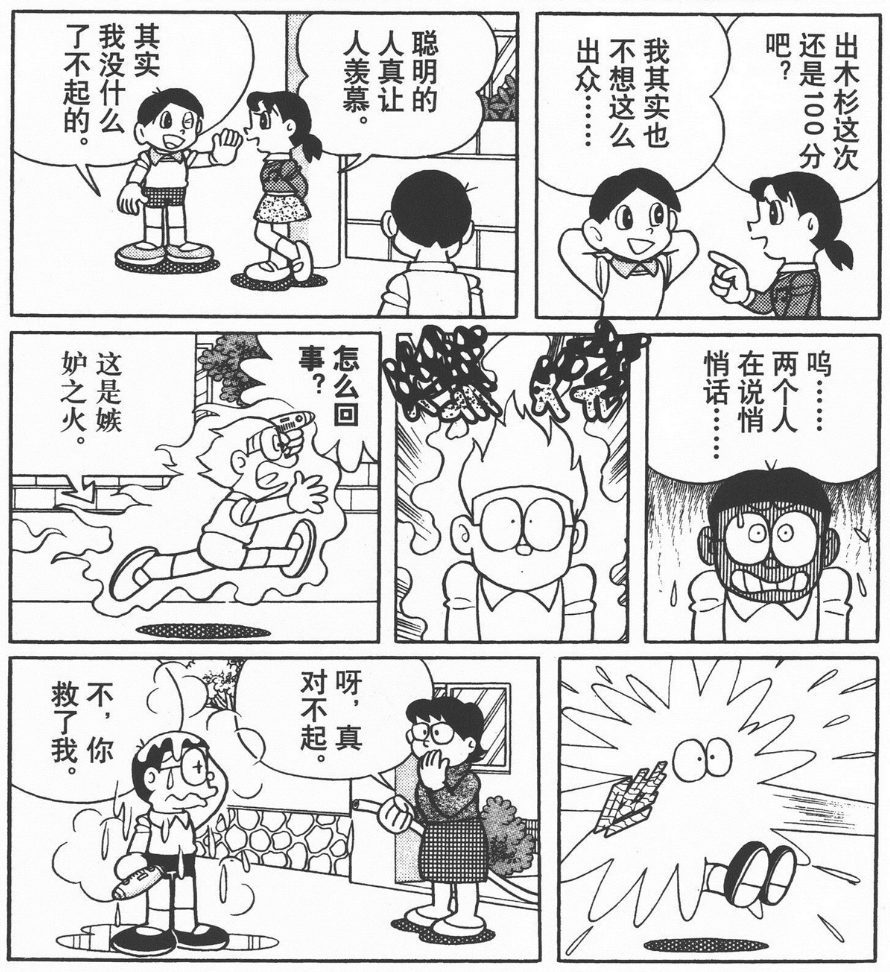 出木杉这次
还是100分
吧？
我其实也
不想这么
出众……
聪明的
人真让
人羡慕。
其实
我没什么
了不起的。
呜……
两个人
在说悄
悄话……
怎么回
事？
这是嫉
妒之火。
呀，真
对不起。
不，你
救了我。